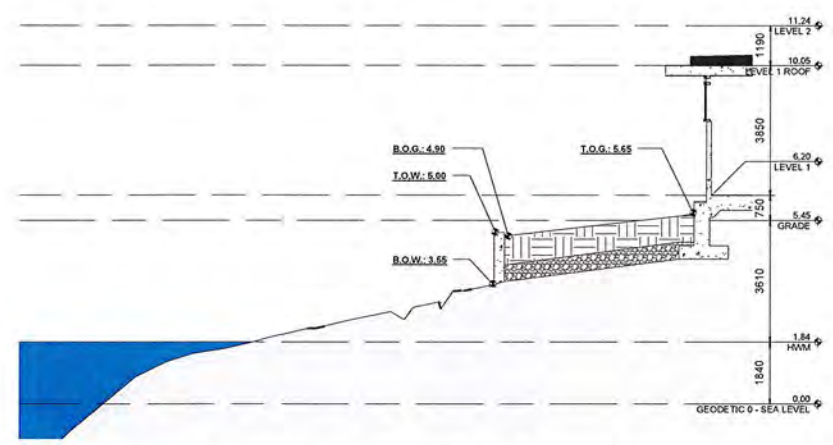 11.24
LEVEL 2
1190
10.05
LEVEL 1 ROOF
3850
B.O.G.: 4.90
T.O.G.: 5.65
T.O.W.: 5.00
6.20
LEVEL 1
750
5.45
GRADE
B.O.W.: 3.55
3610
1.84
HWM
1840
0.00
GEODETIC 0 - SEA LEVEL